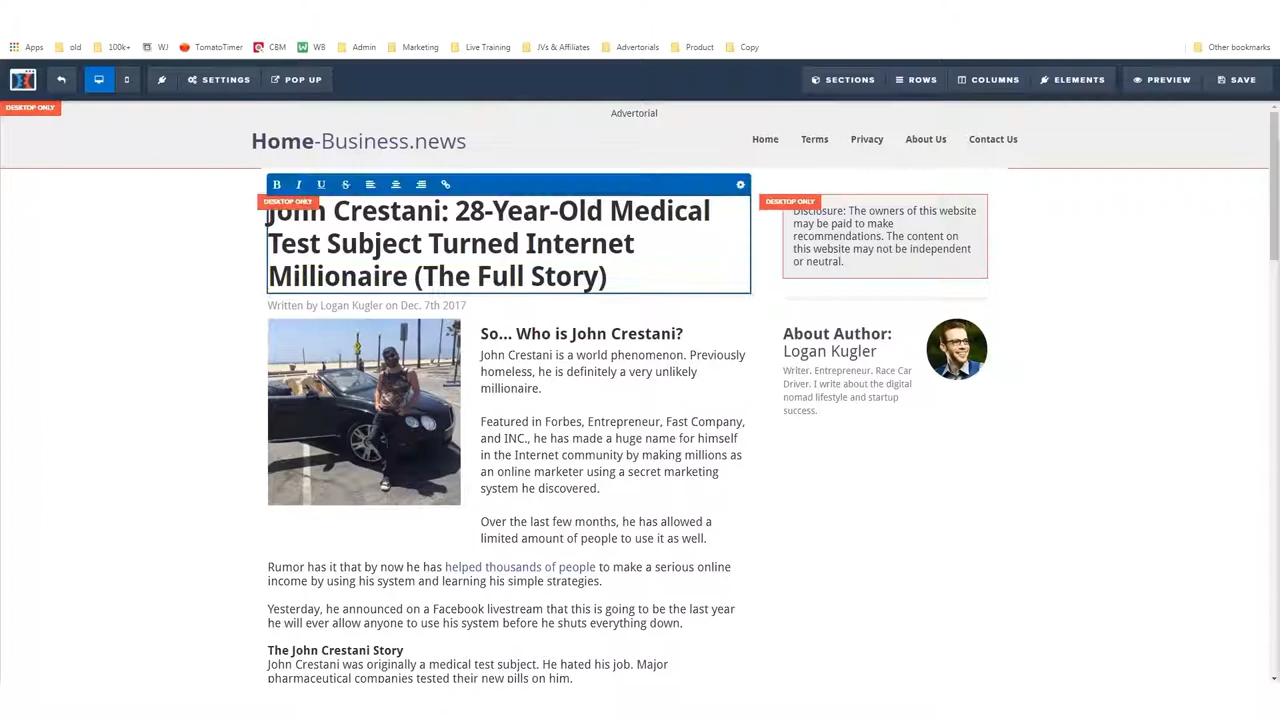 Apps old 100k+ WJ TomatoTimer CBM WB Admin Marketing Live Training JVs & Affiliates Advertorials Product Copy Other bookmarks
SETTINGS POP UP SECTIONS ROWS COLUMNS ELEMENTS PREVIEW SAVE
DESKTOP ONLY
Advertorial
Home-Business.news
Home Terms Privacy About Us Contact Us
B I U S
DESKTOP ONLY
John Crestani: 28-Year-Old Medical
Test Subject Turned Internet
Millionaire (The Full Story)
Written by Logan Kugler on Dec. 7th 2017
So... Who is John Crestani?
John Crestani is a world phenomenon. Previously
homeless, he is definitely a very unlikely
millionaire.
Featured in Forbes, Entrepreneur, Fast Company,
and INC., he has made a huge name for himself
in the Internet community by making millions as
an online marketer using a secret marketing
system he discovered.
Over the last few months, he has allowed a
limited amount of people to use it as well.
Rumor has it that by now he has helped thousands of people to make a serious online
income by using his system and learning his simple strategies.
Yesterday, he announced on a Facebook livestream that this is going to be the last year
he will ever allow anyone to use his system before he shuts everything down.
The John Crestani Story
John Crestani was originally a medical test subject. He hated his job. Major
pharmaceutical companies tested their new pills on him.
DESKTOP ONLY
Disclosure: The owners of this website
may be paid to make
recommendations. The content on
this website may not be independent
or neutral.
About Author:
Logan Kugler
Writer. Entrepreneur. Race Car
Driver. I write about the digital
nomad lifestyle and startup
success.